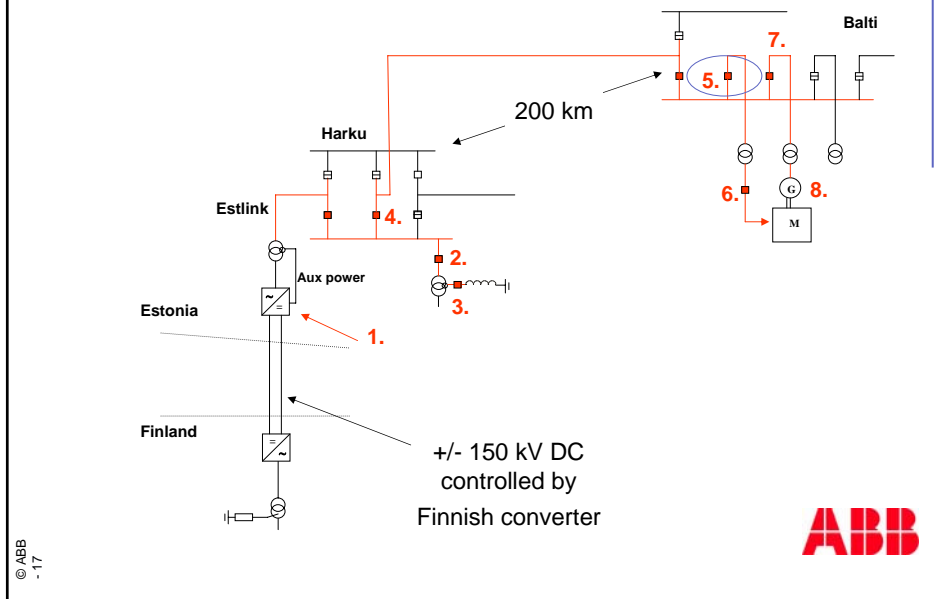 Balti
7.
5.
200 km
Harku
6.
G
8.
M
Estlink
4.
2.
Aux power
3.
~
=
Estonia
1.
Finland
=
~
+/- 150 kV DC
controlled by
Finnish converter
ABB
© ABB
- 17